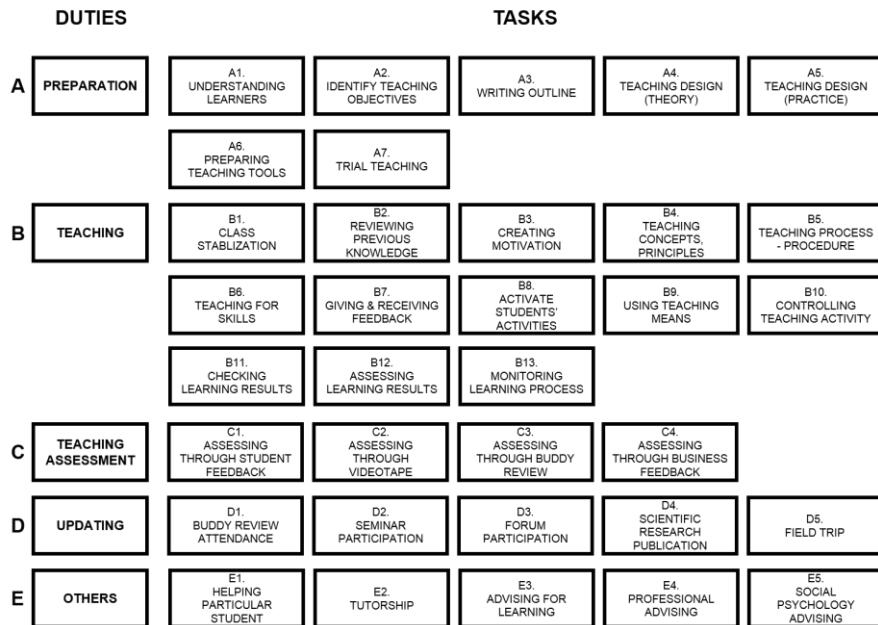 DUTIES TASKS
A PREPARATION
A1.
UNDERSTANDING
LEARNERS
A2.
IDENTIFY TEACHING
OBJECTIVES
A3.
WRITING OUTLINE
A4.
TEACHING DESIGN
(THEORY)
A5.
TEACHING DESIGN
(PRACTICE)
A6.
PREPARING
TEACHING TOOLS
A7.
TRIAL TEACHING
B TEACHING
B1.
CLASS
STABLIZATION
B2.
REVIEWING
PREVIOUS
KNOWLEDGE
B3.
CREATING
MOTIVATION
B4.
TEACHING
CONCEPTS,
PRINCIPLES
B5.
TEACHING PROCESS
- PROCEDURE
B6.
TEACHING FOR
SKILLS
B7.
GIVING & RECEIVING
FEEDBACK
B8.
ACTIVATE
STUDENTS'
ACTIVITIES
B9.
USING TEACHING
MEANS
B10.
CONTROLLING
TEACHING ACTIVITY
B11.
CHECKING
LEARNING RESULTS
B12.
ASSESSING
LEARNING RESULTS
B13.
MONITORING
LEARNING PROCESS
C TEACHING
ASSESSMENT
C1.
ASSESSING
THROUGH STUDENT
FEEDBACK
C2.
ASSESSING
THROUGH
VIDEOTAPE
C3.
ASSESSING
THROUGH BUDDY
REVIEW
C4.
ASSESSING
THROUGH BUSINESS
FEEDBACK
D UPDATING
D1.
BUDDY REVIEW
ATTENDANCE
D2.
SEMINAR
PARTICIPATION
D3.
FORUM
PARTICIPATION
D4.
SCIENTIFIC
RESEARCH
PUBLICATION
D5.
FIELD TRIP
E OTHERS
E1.
HELPING
PARTICULAR
STUDENT
E2.
TUTORSHIP
E3.
ADVISING FOR
LEARNING
E4.
PROFESSIONAL
ADVISING
E5.
SOCIAL
PSYCHOLOGY
ADVISING